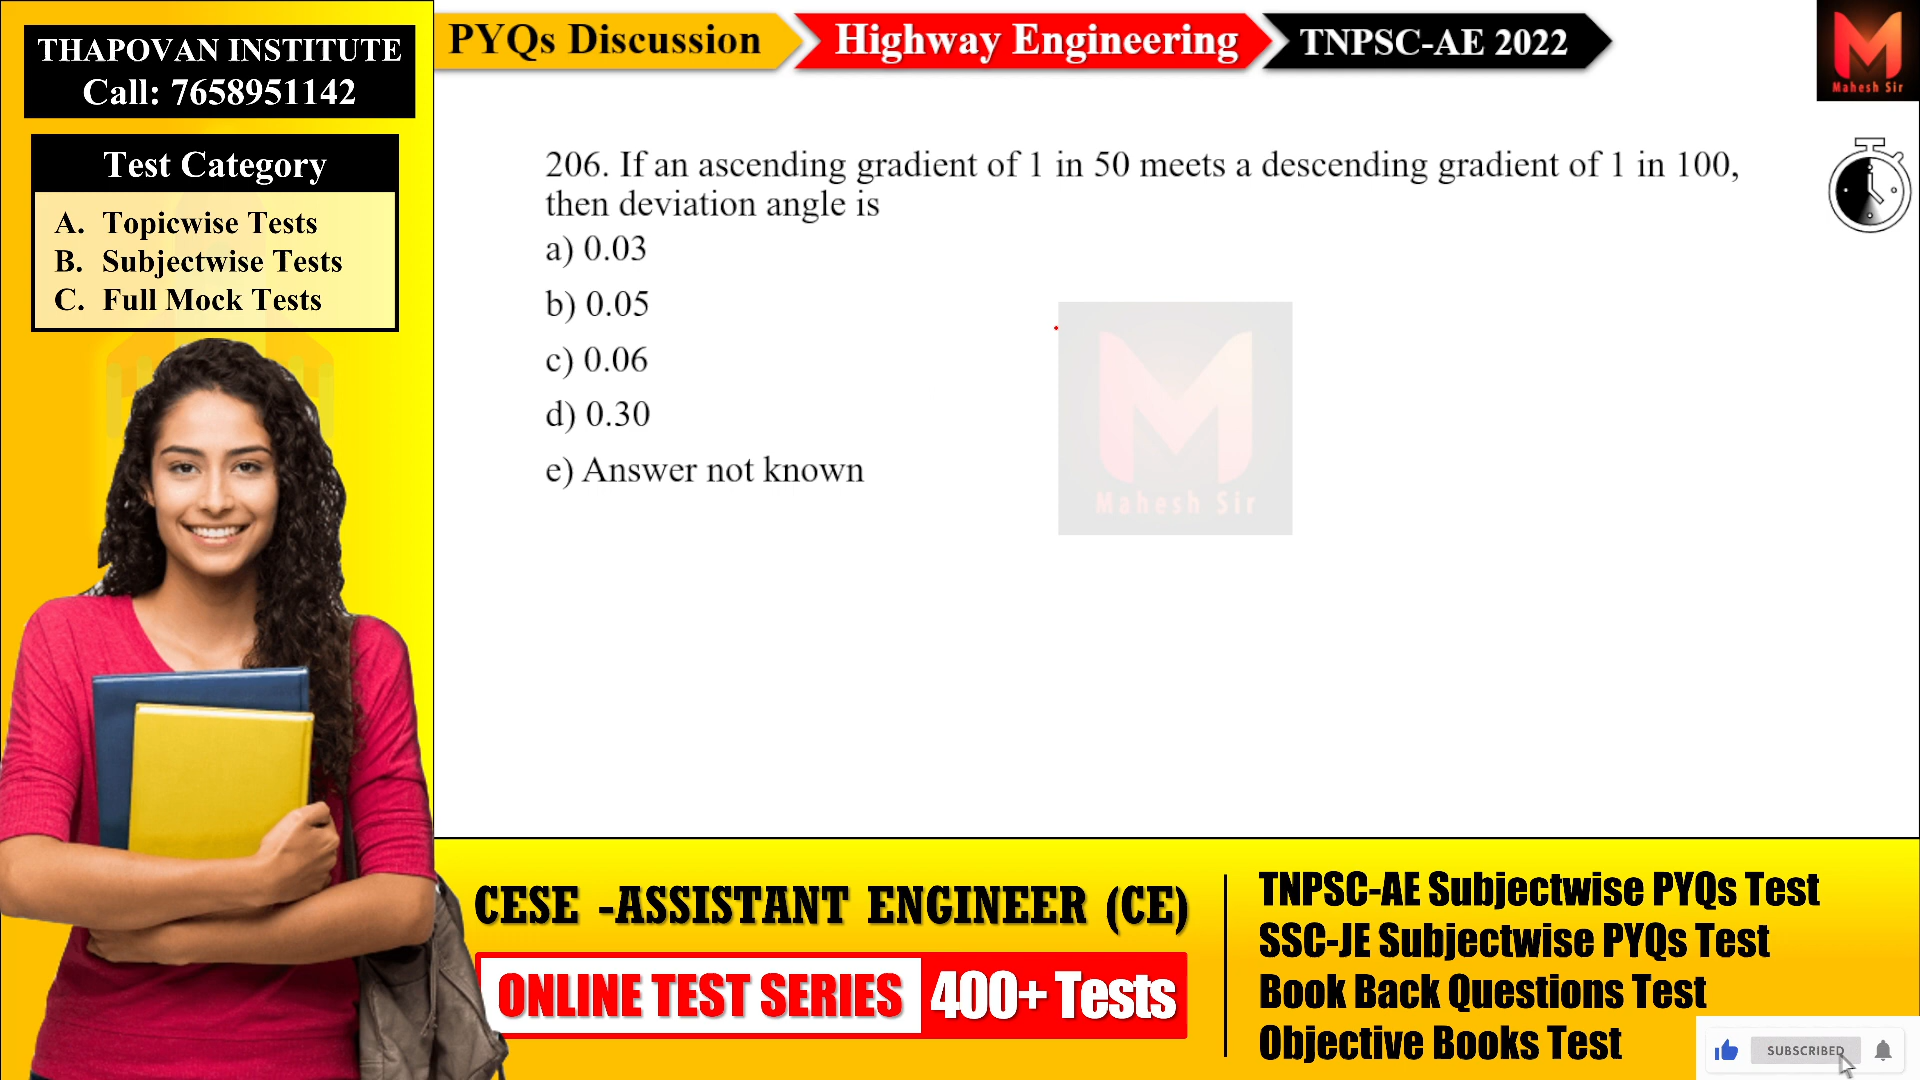 THAPOVAN INSTITUTE
Call: 7658951142
Test Category
A. Topicwise Tests
B. Subjectwise Tests
C. Full Mock Tests
PYQs Discussion
Highway Engineering
TNPSC-AE 2022
M
Mahesh Sir
206. If an ascending gradient of 1 in 50 meets a descending gradient of 1 in 100,
then deviation angle is
a) 0.03
b) 0.05
c) 0.06
d) 0.30
e) Answer not known
M
Mahesh Sir
CESE -ASSISTANT ENGINEER (CE)
ONLINE TEST SERIES 400+ Tests
TNPSC-AE Subjectwise PYQs Test
SSC-JE Subjectwise PYQs Test
Book Back Questions Test
Objective Books Test
SUBSCRIBED